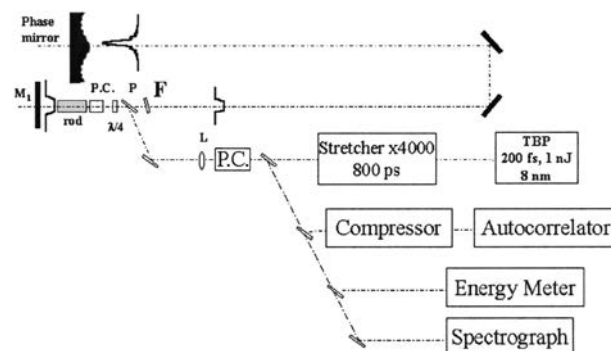 Phase
mirror
M1
P.C.
P
F
rod
λ/4
L
P.C.
Stretcher x4000
800 ps
TBP
200 fs, 1 nJ
8 nm
Compressor
Autocorrelator
Energy Meter
Spectrograph